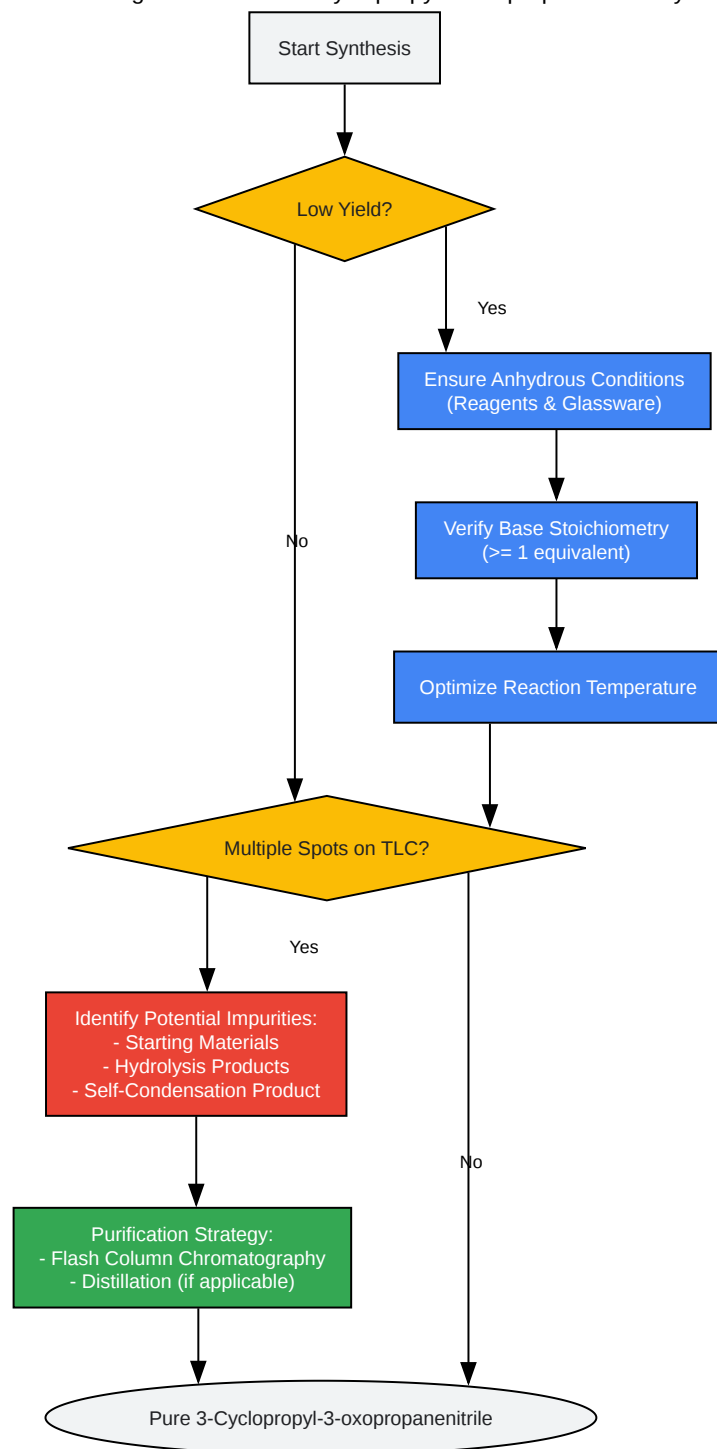 Start Synthesis
Low Yield?
Yes
Ensure Anhydrous Conditions
(Reagents & Glassware)
Verify Base Stoichiometry
(>= 1 equivalent)
No
Optimize Reaction Temperature
Multiple Spots on TLC?
Yes
Identify Potential Impurities:
- Starting Materials
- Hydrolysis Products
- Self-Condensation Product
No
Purification Strategy:
- Flash Column Chromatography
- Distillation (if applicable)
Pure 3-Cyclopropyl-3-oxopropanenitrile